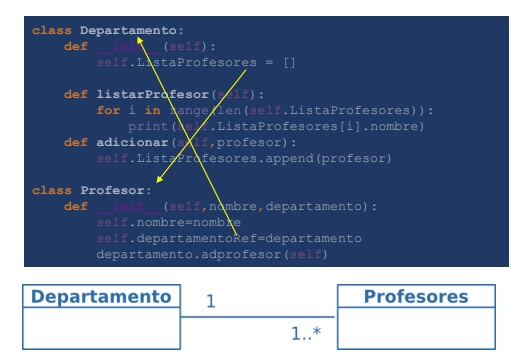 class Departamento:
    def __init__(self):
        self.ListaProfesores = []

    def listarProfesor(self):
        for i in range(len(self.ListaProfesores)):
            print(self.ListaProfesores[i].nombre)
    def adicionar(self,profesor):
        self.ListaProfesores.append(profesor)

class Profesor:
    def __init__(self,nombre,departamento):
        self.nombre=nombre
        self.departamentoRef=departamento
        departamento.adprofesor(self)
Departamento 1 Profesores
1..*